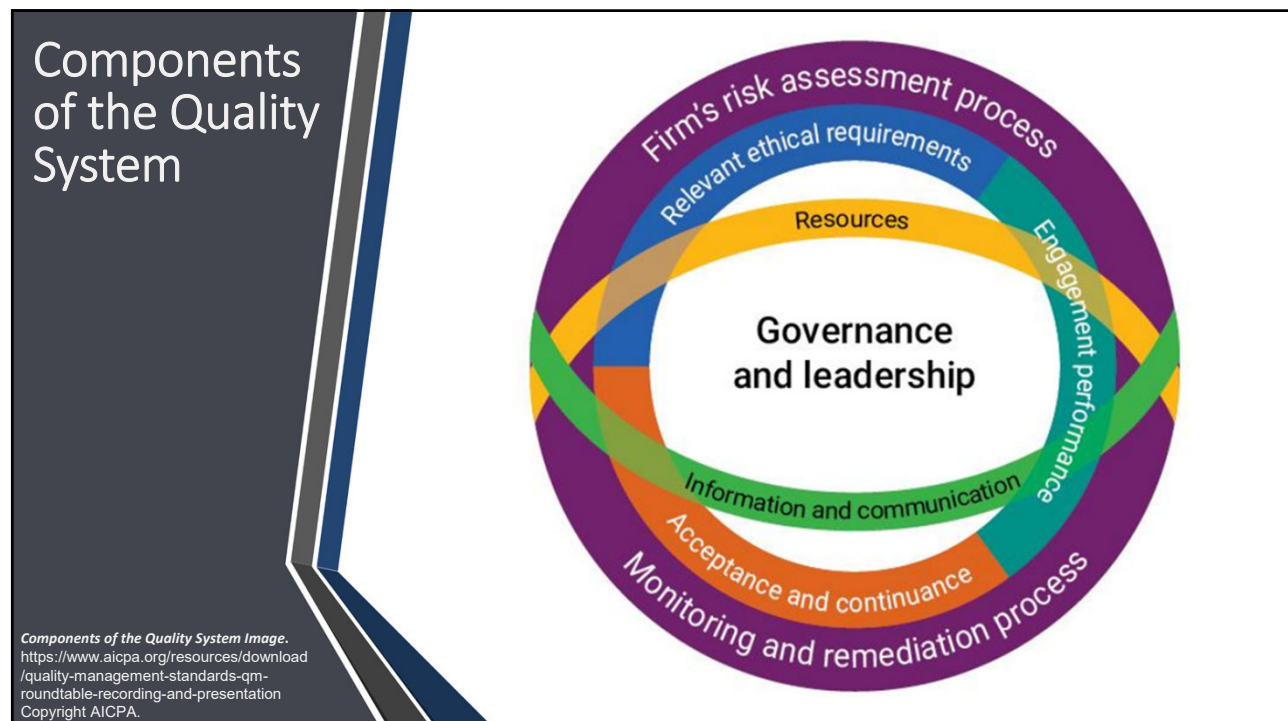 Components
of the Quality
System
Firm's risk assessment process
Relevant ethical requirements
Resources
Engagement performance
Governance
and leadership
Information and communication
Acceptance and continuance
Monitoring and remediation process
Components of the Quality System Image.
https://www.aicpa.org/resources/download
/quality-management-standards-qm-
roundtable-recording-and-presentation
Copyright AICPA.